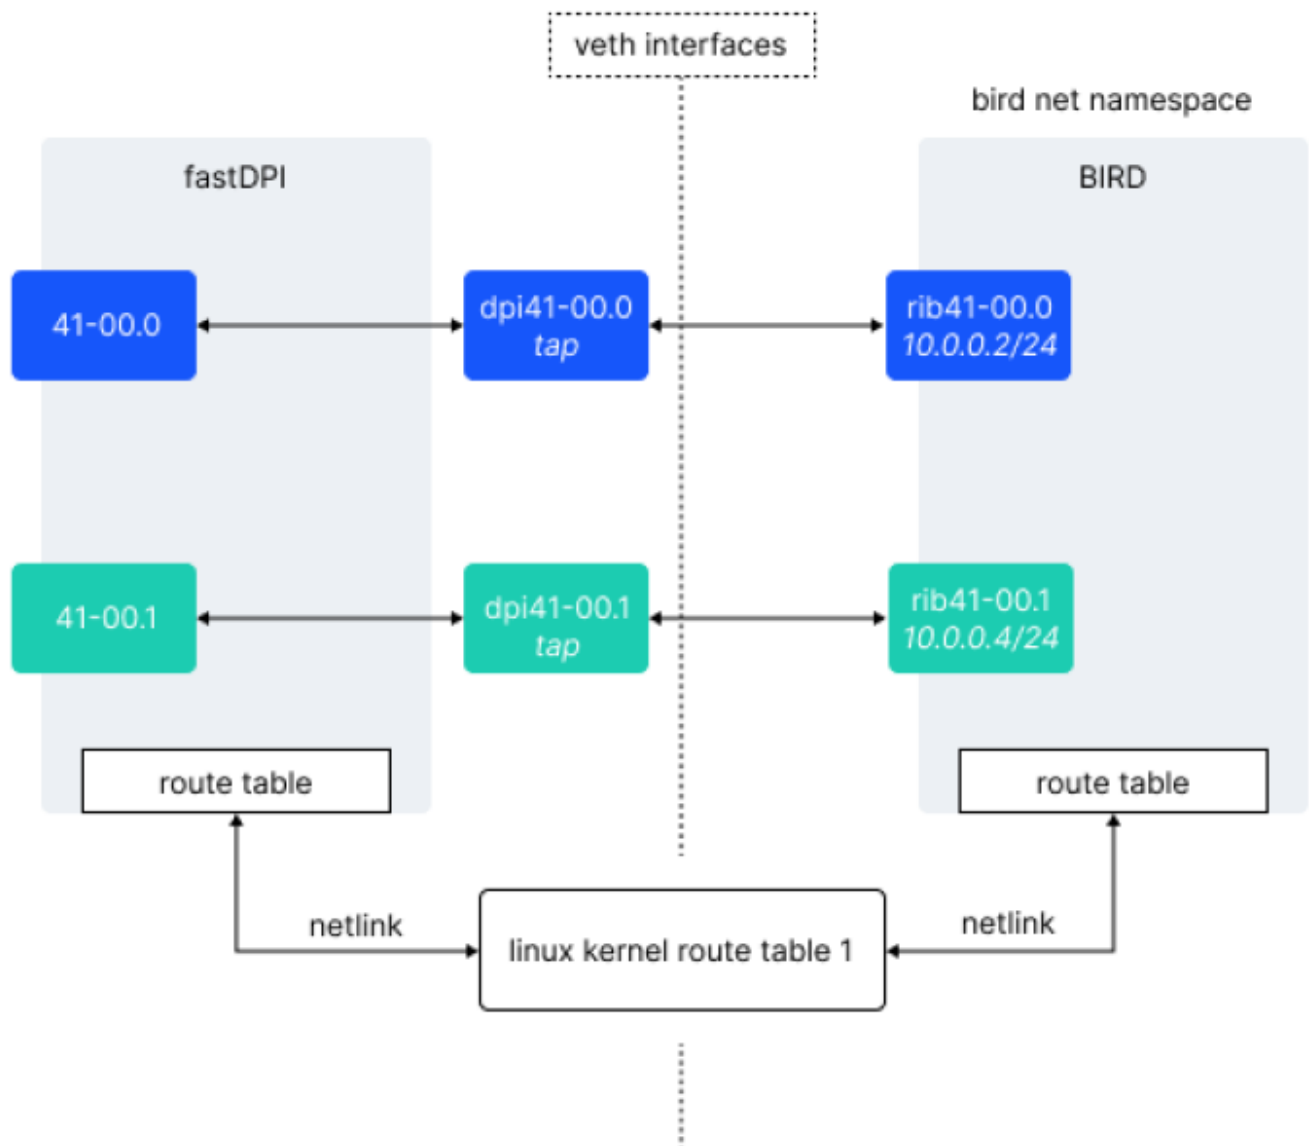 veth interfaces
bird net namespace
fastDPI
BIRD
41-00.0
dpi41-00.0
tap
rib41-00.0
10.0.0.2/24
41-00.1
dpi41-00.1
tap
rib41-00.1
10.0.0.4/24
route table
route table
netlink
netlink
linux kernel route table 1